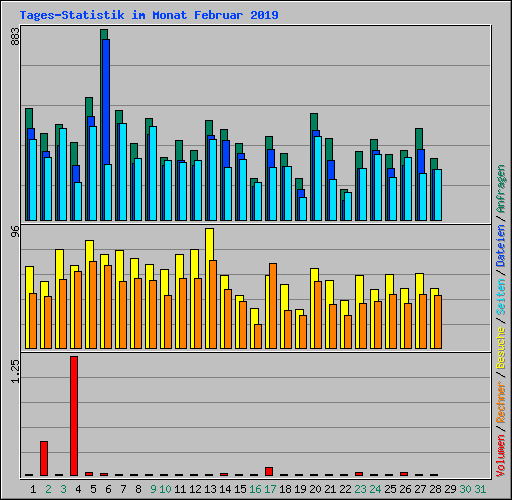 Tages-Statistik im Monat Februar 2019
883
96
1.25
Volumen / Rechner / Besuche / Seiten / Dateien / Anfragen
1 2 3 4 5 6 7 8 9 10 11 12 13 14 15 16 17 18 19 20 21 22 23 24 25 26 27 28 29 30 31